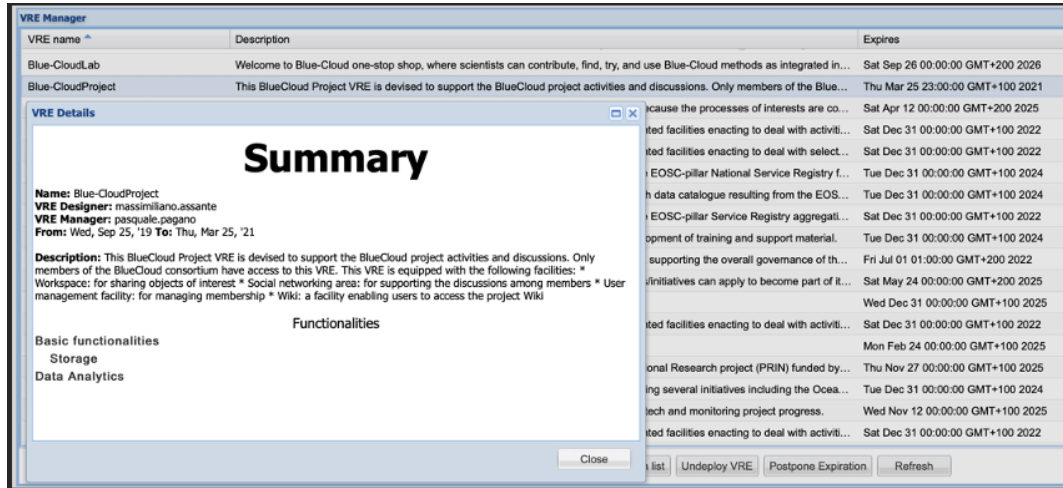 VRE Manager
VRE name Description Expires
Blue-CloudLab Welcome to Blue-Cloud one-stop shop, where scientists can contribute, find, try, and use Blue-Cloud methods as integrated in... Sat Sep 26 00:00:00 GMT+200 2026
Blue-CloudProject This BlueCloud Project VRE is devised to support the BlueCloud project activities and discussions. Only members of the Blue... Thu Mar 25 23:00:00 GMT+100 2021
ecause the processes of interests are co... Sat Apr 12 00:00:00 GMT+200 2025
ted facilities enacting to deal with activiti... Sat Dec 31 00:00:00 GMT+100 2022
ted facilities enacting to deal with select... Sat Dec 31 00:00:00 GMT+100 2022
EOSC-pillar National Service Registry f... Tue Dec 31 00:00:00 GMT+100 2024
data catalogue resulting from the EOS... Tue Dec 31 00:00:00 GMT+100 2024
EOSC-pillar Service Registry aggregati... Sat Dec 31 00:00:00 GMT+100 2022
opment of training and support material. Tue Dec 31 00:00:00 GMT+100 2024
supporting the overall governance of th... Fri Jul 01 01:00:00 GMT+200 2022
/initiatives can apply to become part of it... Sat May 24 00:00:00 GMT+200 2025
Wed Dec 31 00:00:00 GMT+100 2025
ted facilities enacting to deal with activiti... Sat Dec 31 00:00:00 GMT+100 2022
Mon Feb 24 00:00:00 GMT+100 2025
onal Research project (PRIN) funded by... Thu Nov 27 00:00:00 GMT+100 2025
ing several initiatives including the Ocea... Tue Dec 31 00:00:00 GMT+100 2024
tech and monitoring project progress. Wed Nov 12 00:00:00 GMT+100 2025
ted facilities enacting to deal with activiti... Sat Dec 31 00:00:00 GMT+100 2022
VRE Details
Summary
Name: Blue-CloudProject
VRE Designer: massimiliano.assante
VRE Manager: pasquale.pagano
From: Wed, Sep 25, '19 To: Thu, Mar 25, '21
Description: This BlueCloud Project VRE is devised to support the BlueCloud project activities and discussions. Only
members of the BlueCloud consortium have access to this VRE. This VRE is equipped with the following facilities: *
Workspace: for sharing objects of interest * Social networking area: for supporting the discussions among members * User
management facility: for managing membership * Wiki: a facility enabling users to access the project Wiki
Functionalities
Basic functionalities
Storage
Data Analytics
Close
list Undeploy VRE Postpone Expiration Refresh